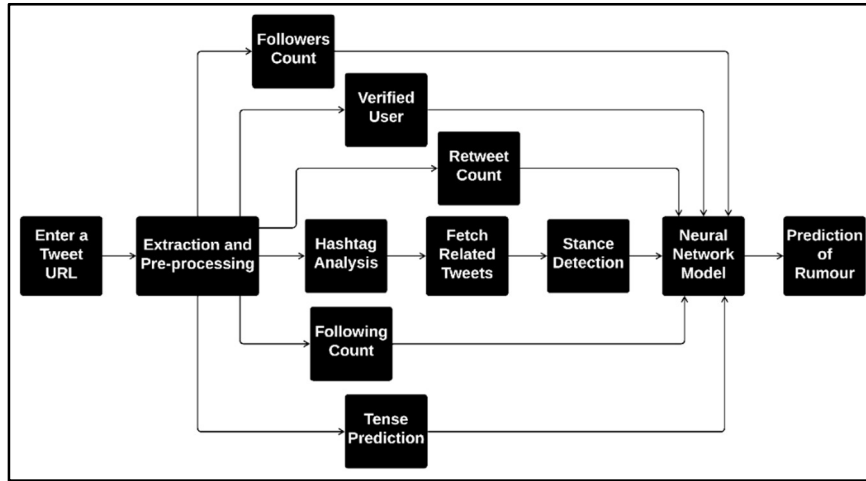 Followers
Count
Verified
User
Retweet
Count
Enter a
Tweet
URL
Extraction and
Pre-processing
Hashtag
Analysis
Fetch
Related
Tweets
Stance
Detection
Neural
Network
Model
Prediction
of
Rumour
Following
Count
Tense
Prediction